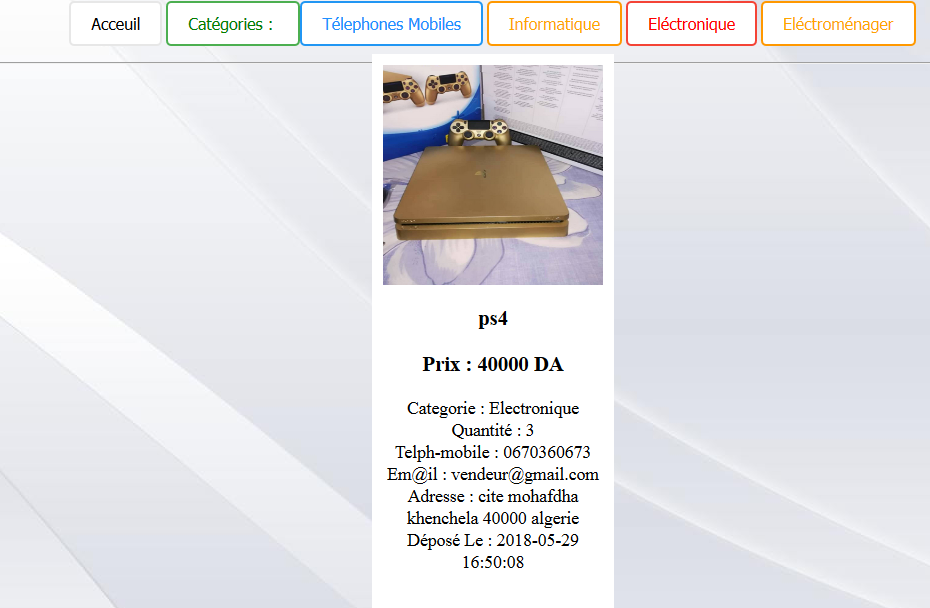 Acceuil
Catégories :
Télephones Mobiles
Informatique
Eléctronique
Eléctroménager
ps4
Prix : 40000 DA
Categorie : Electronique
Quantité : 3
Telph-mobile : 0670360673
Em@il : vendeur@gmail.com
Adresse : cite mohafdha
khenchela 40000 algerie
Déposé Le : 2018-05-29
16:50:08